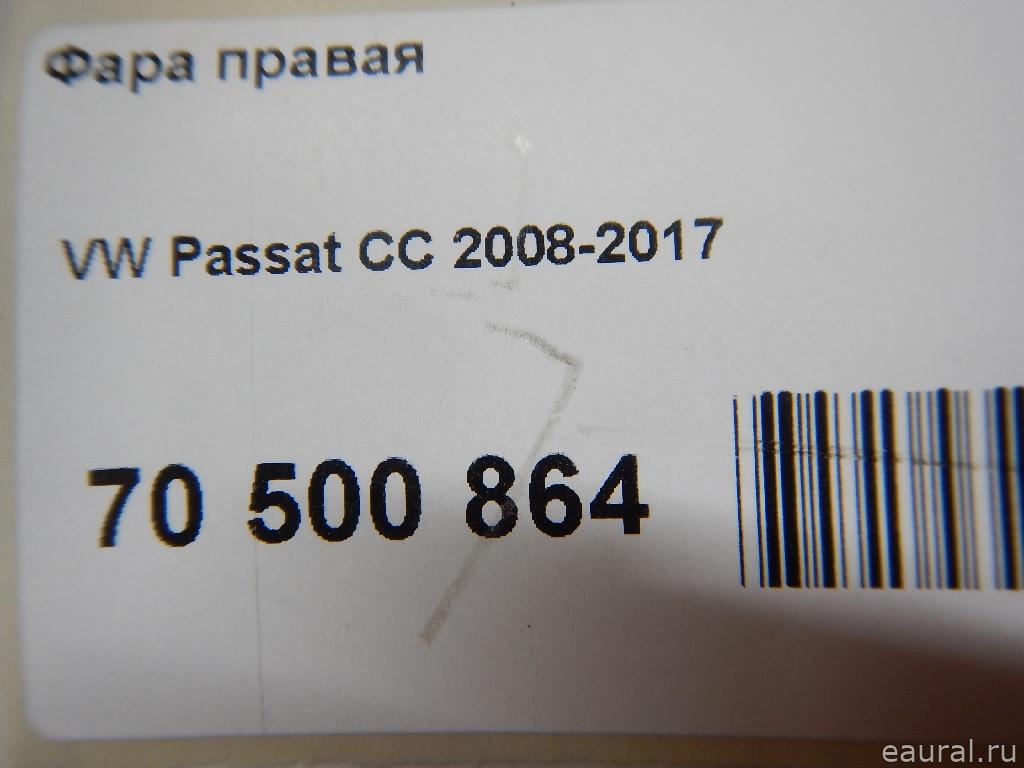 Фара правая
VW Passat CC 2008-2017
70 500 864
eaural.ru